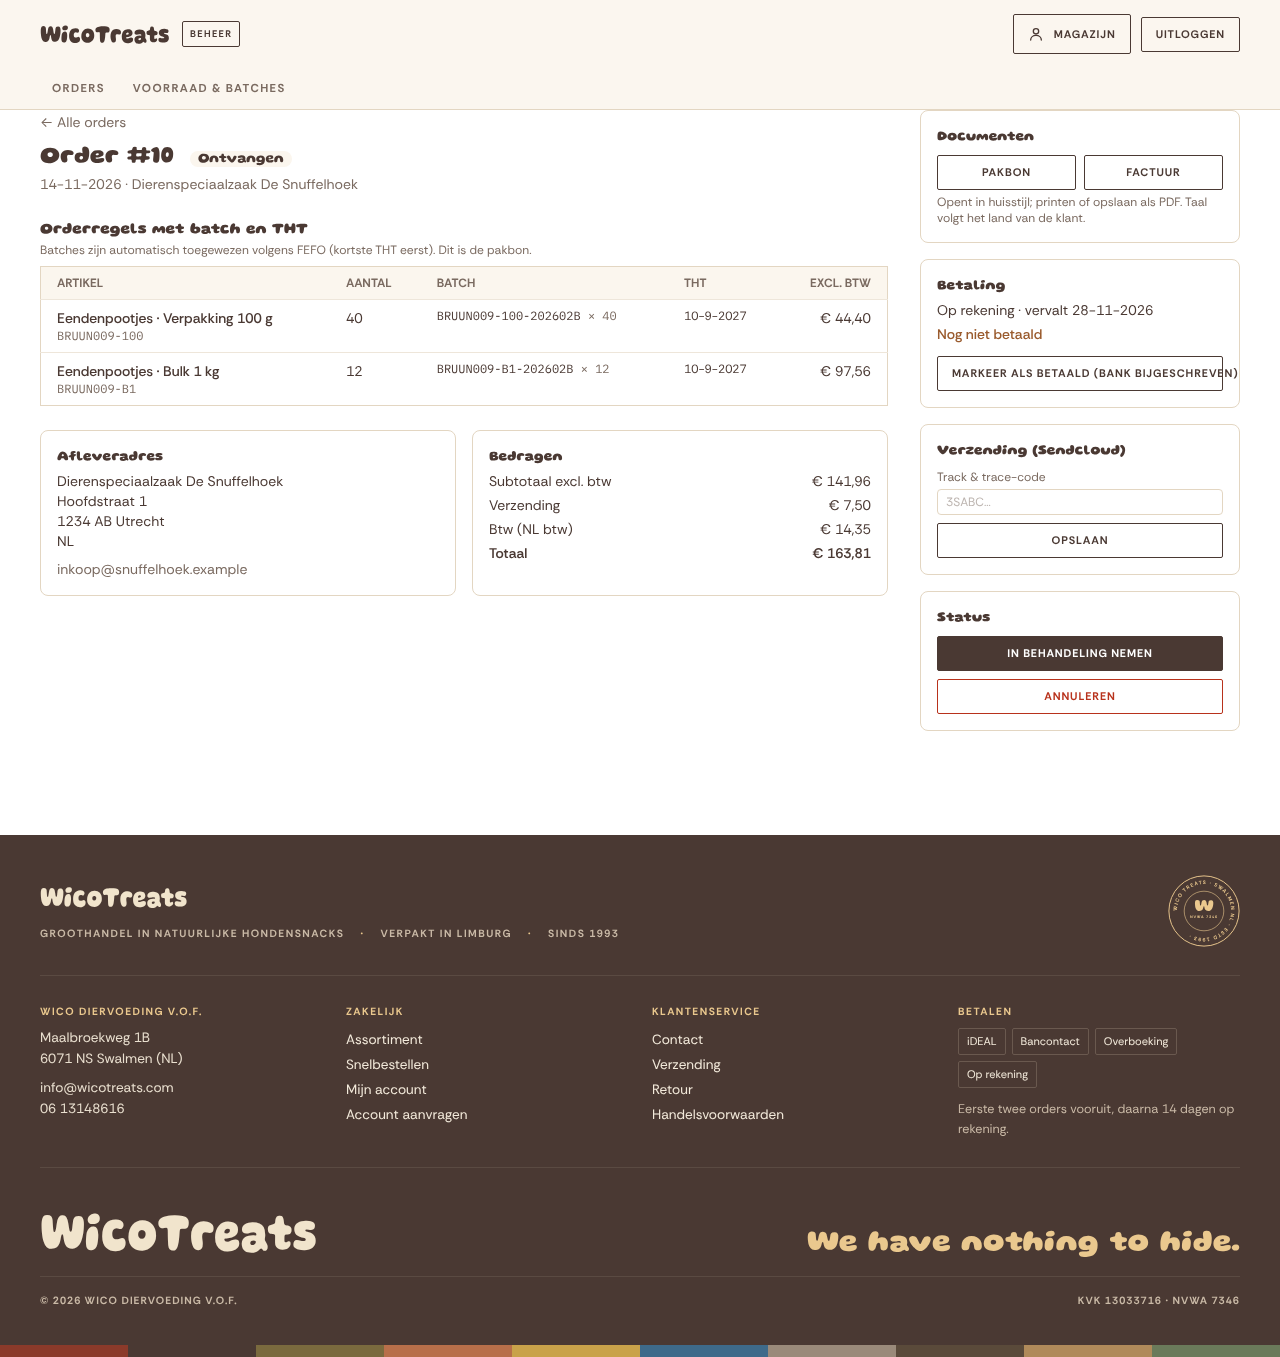 WicoTreats BEHEER
MAGAZIJN UITLOGGEN
ORDERS VOORRAAD & BATCHES
← Alle orders
Order #10 Ontvangen
14-11-2026 · Dierenspeciaalzaak De Snuffelhoek
Orderregels met batch en THT
Batches zijn automatisch toegewezen volgens FEFO (kortste THT eerst). Dit is de pakbon.
ARTIKEL AANTAL BATCH THT EXCL. BTW
Eendenpootjes · Verpakking 100 g 40 BRUUN009-100-202602B × 40 10-9-2027 € 44,40
BRUUN009-100
Eendenpootjes · Bulk 1 kg 12 BRUUN009-B1-202602B × 12 10-9-2027 € 97,56
BRUUN009-B1
Afleveradres
Dierenspeciaalzaak De Snuffelhoek
Hoofdstraat 1
1234 AB Utrecht
NL
inkoop@snuffelhoek.example
Bedragen
Subtotaal excl. btw € 141,96
Verzending € 7,50
Btw (NL btw) € 14,35
Totaal € 163,81
Documenten
PAKBON FACTUUR
Opent in huisstijl; printen of opslaan als PDF. Taal
volgt het land van de klant.
Betaling
Op rekening · vervalt 28-11-2026
Nog niet betaald
MARKEER ALS BETAALD (BANK BIJGESCHREVEN)
Verzending (Sendcloud)
Track & trace-code
3SABC…
OPSLAAN
Status
IN BEHANDELING NEMEN
ANNULEREN
WicoTreats
GROOTHANDEL IN NATUURLIJKE HONDENSNACKS · VERPAKT IN LIMBURG · SINDS 1993
WICO TREATS · SWALMEN NL · ESTD 1993 ·
W
NVWA 7346
WICO DIERVOEDING V.O.F.
Maalbroekweg 1B
6071 NS Swalmen (NL)
info@wicotreats.com
06 13148616
ZAKELIJK
Assortiment
Snelbestellen
Mijn account
Account aanvragen
KLANTENSERVICE
Contact
Verzending
Retour
Handelsvoorwaarden
BETALEN
iDEAL Bancontact Overboeking
Op rekening
Eerste twee orders vooruit, daarna 14 dagen op
rekening.
WicoTreats
We have nothing to hide.
© 2026 WICO DIERVOEDING V.O.F.
KVK 13033716 · NVWA 7346